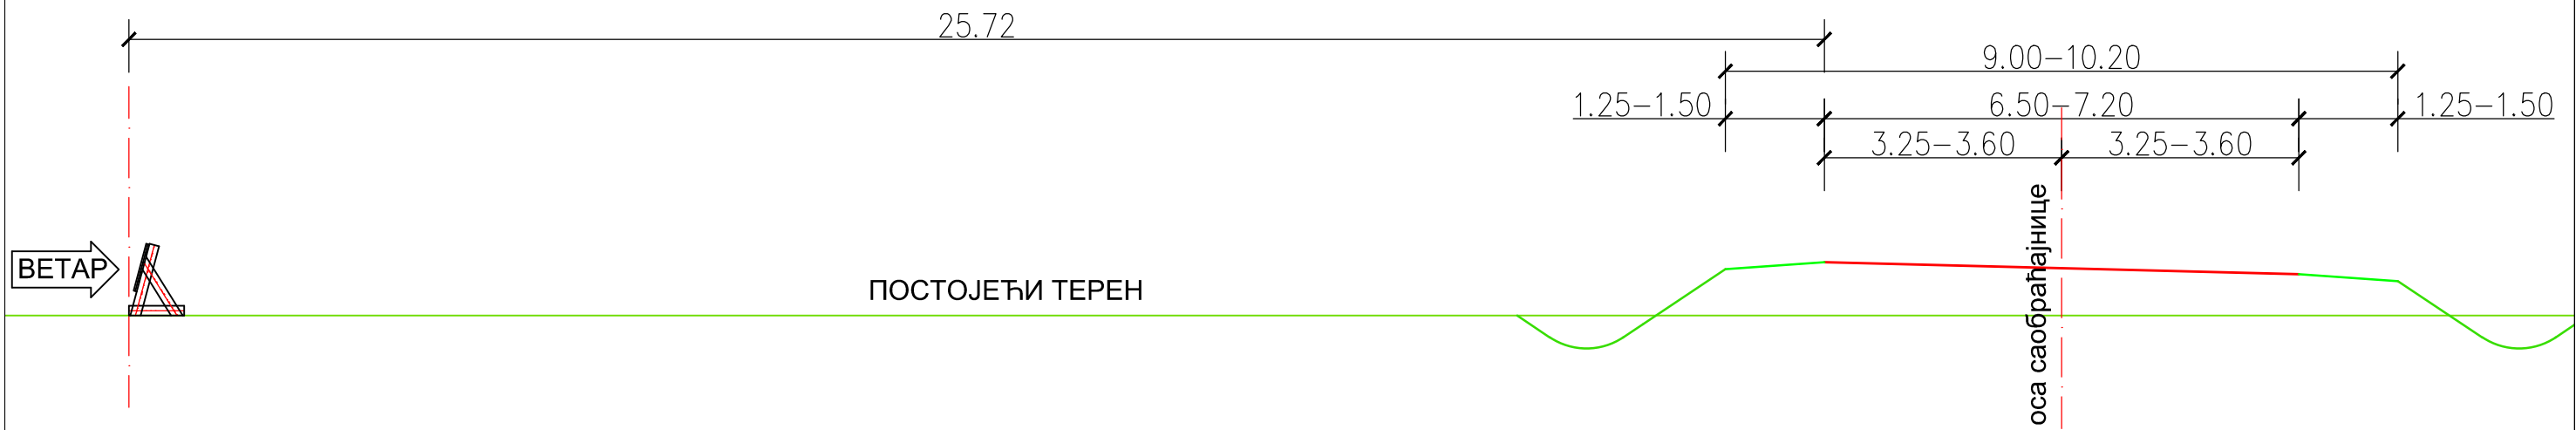 25.72
9.00–10.20
1.25–1.50
6.50–7.20
1.25–1.50
3.25–3.60
3.25–3.60
ВЕТАР
ПОСТОЈЕЋИ ТЕРЕН
оса саобраћајнице